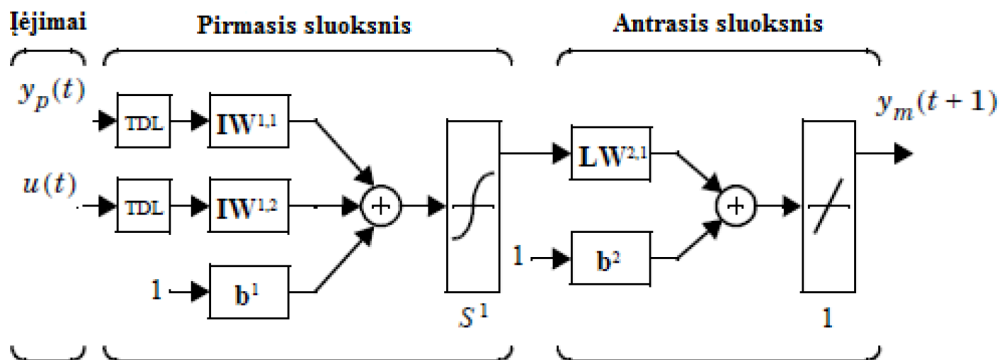 Įėjimai
Pirmasis sluoksnis
Antrasis sluoksnis
y_p(t)
TDL
IW^{1,1}
u(t)
TDL
IW^{1,2}
1
b^1
S^1
LW^{2,1}
1
b^2
1
y_m(t + 1)